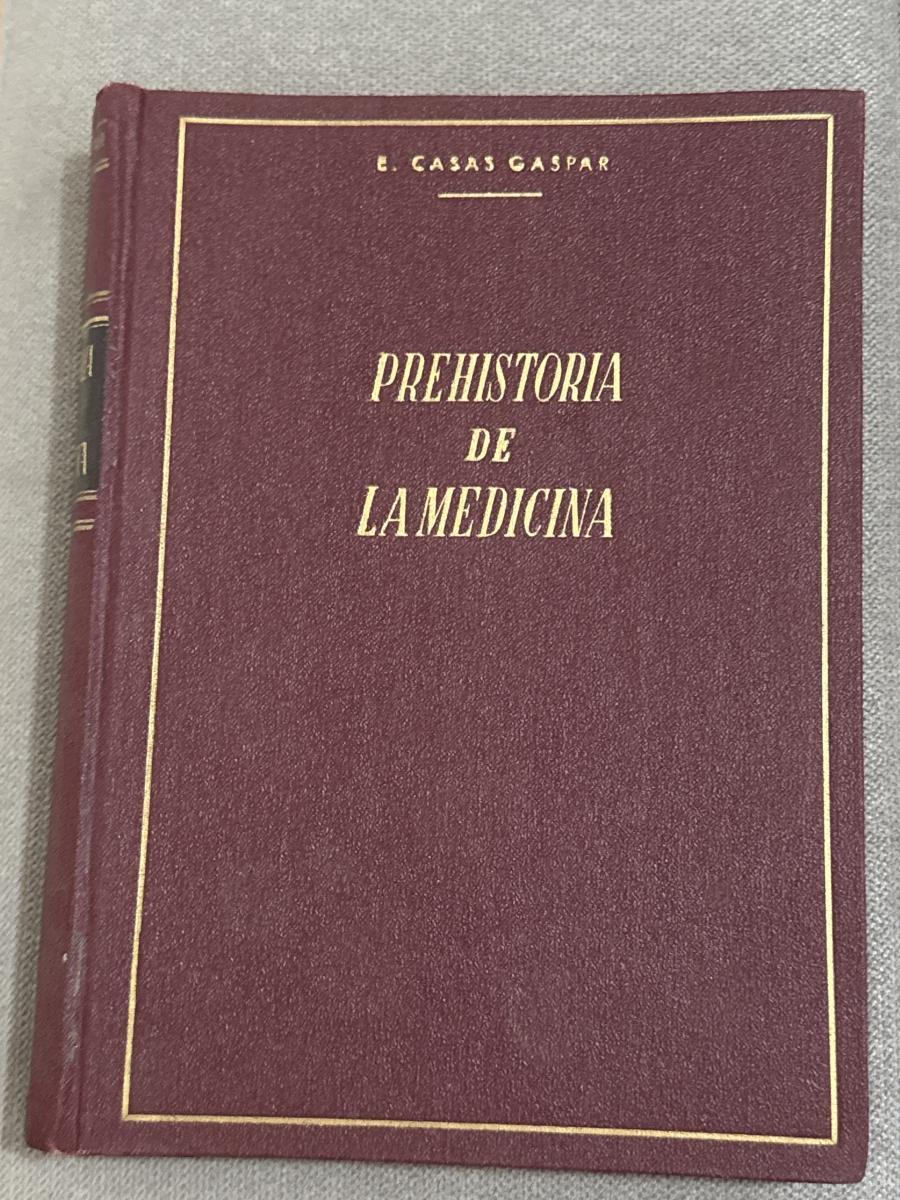 E. CASAS GASPAR
PREHISTORIA
DE
LA MEDICINA